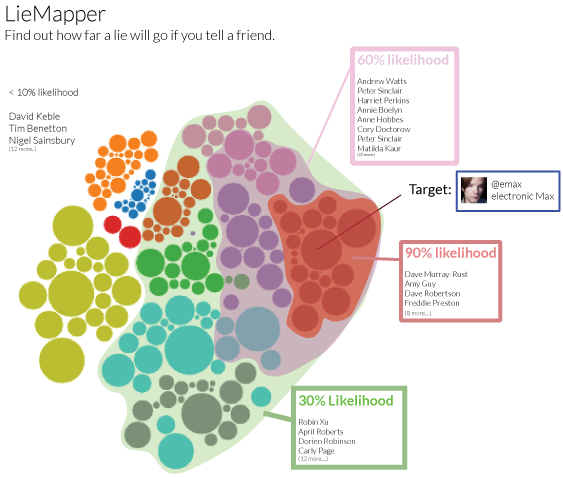 LieMapper
Find out how far a lie will go if you tell a friend.
< 10% likelihood
David Keble
Tim Benetton
Nigel Sainsbury
(12 more...)
60% likelihood
Andrew Watts
Peter Sinclair
Harriet Perkins
Annie Boelyn
Anne Hobbes
Cory Doctorow
Peter Sinclair
Matilda Kaur
(22 more)
Target:
@emax
electronic Max
90% likelihood
Dave Murray-Rust
Amy Guy
Dave Robertson
Freddie Preston
(8 more...)
30% Likelihood
Robin Xu
April Roberts
Dorien Robinson
Carly Page
(12 more...)